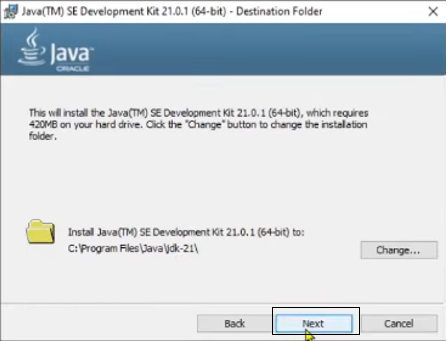 Java(TM) SE Development Kit 21.0.1 (64-bit) - Destination Folder
Java™
ORACLE
This will install the Java(TM) SE Development Kit 21.0.1 (64-bit), which requires
420MB on your hard drive. Click the "Change" button to change the installation
folder.
Install Java(TM) SE Development Kit 21.0.1 (64-bit) to:
C:\Program Files\Java\jdk-21\
Change...
Back
Next
Cancel